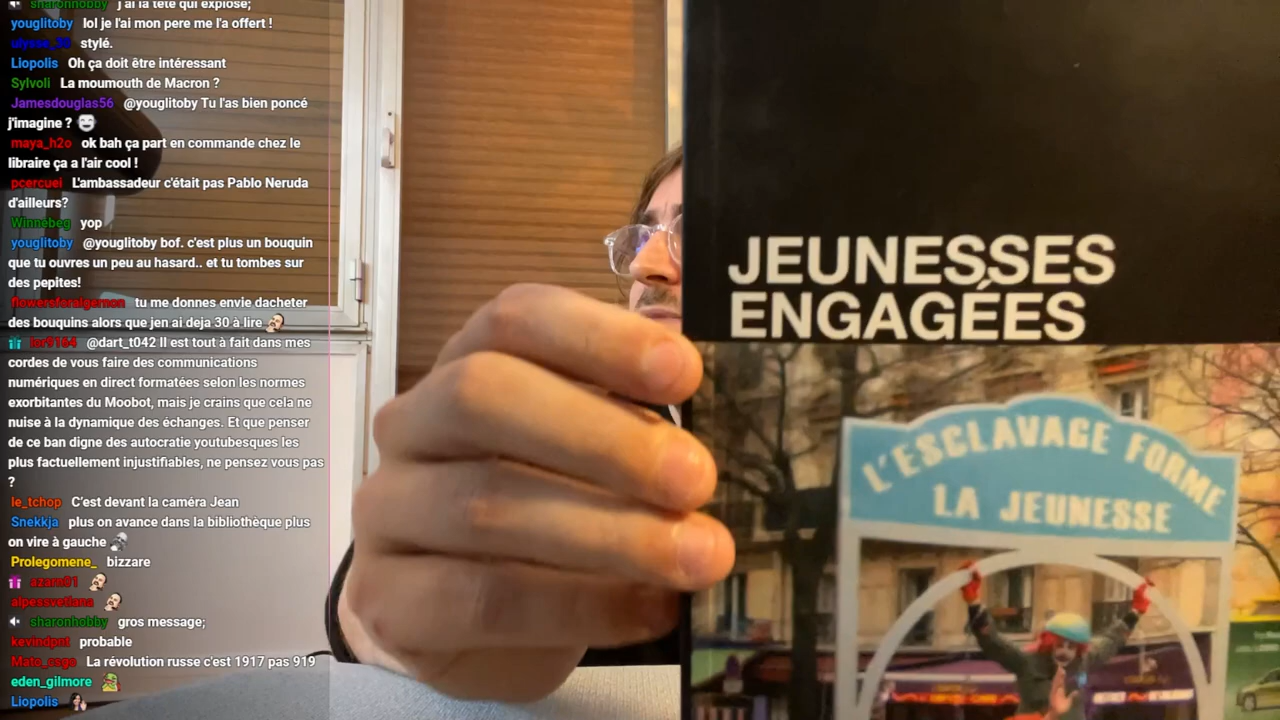 sharonhobby j'ai la tete qui explose;
youglitoby lol je l'ai mon pere me l'a offert !
ulysse_30 stylé.
Liopolis Oh ça doit être intéressant
Sylvoli La moumouth de Macron ?
Jamesdouglas56 @youglitoby Tu l'as bien poncé
j'imagine ?
maya_h2o ok bah ça part en commande chez le
libraire ça a l'air cool !
pcercuei L'ambassadeur c'était pas Pablo Neruda
d'ailleurs?
Winnebeg yop
youglitoby @youglitoby bof. c'est plus un bouquin
que tu ouvres un peu au hasard.. et tu tombes sur
des pepites!
flowersforalgernon tu me donnes envie dacheter
des bouquins alors que jen ai deja 30 à lire
lor9164 @dart_t042 Il est tout à fait dans mes
cordes de vous faire des communications
numériques en direct formatées selon les normes
exorbitantes du Moobot, mais je crains que cela ne
nuise à la dynamique des échanges. Et que penser
de ce ban digne des autocratie youtubesques les
plus factuellement injustifiables, ne pensez vous pas
?
le_tchop C'est devant la caméra Jean
Snekkja plus on avance dans la bibliothèque plus
on vire à gauche
Prolegomene_ bizzare
azarn01
alpessvetlana
sharonhobby gros message;
kevindpnt probable
Mato_csgo La révolution russe c'est 1917 pas 919
eden_gilmore
Liopolis
JEUNESSES
ENGAGÉES
L'ESCLAVAGE FORME
LA JEUNESSE